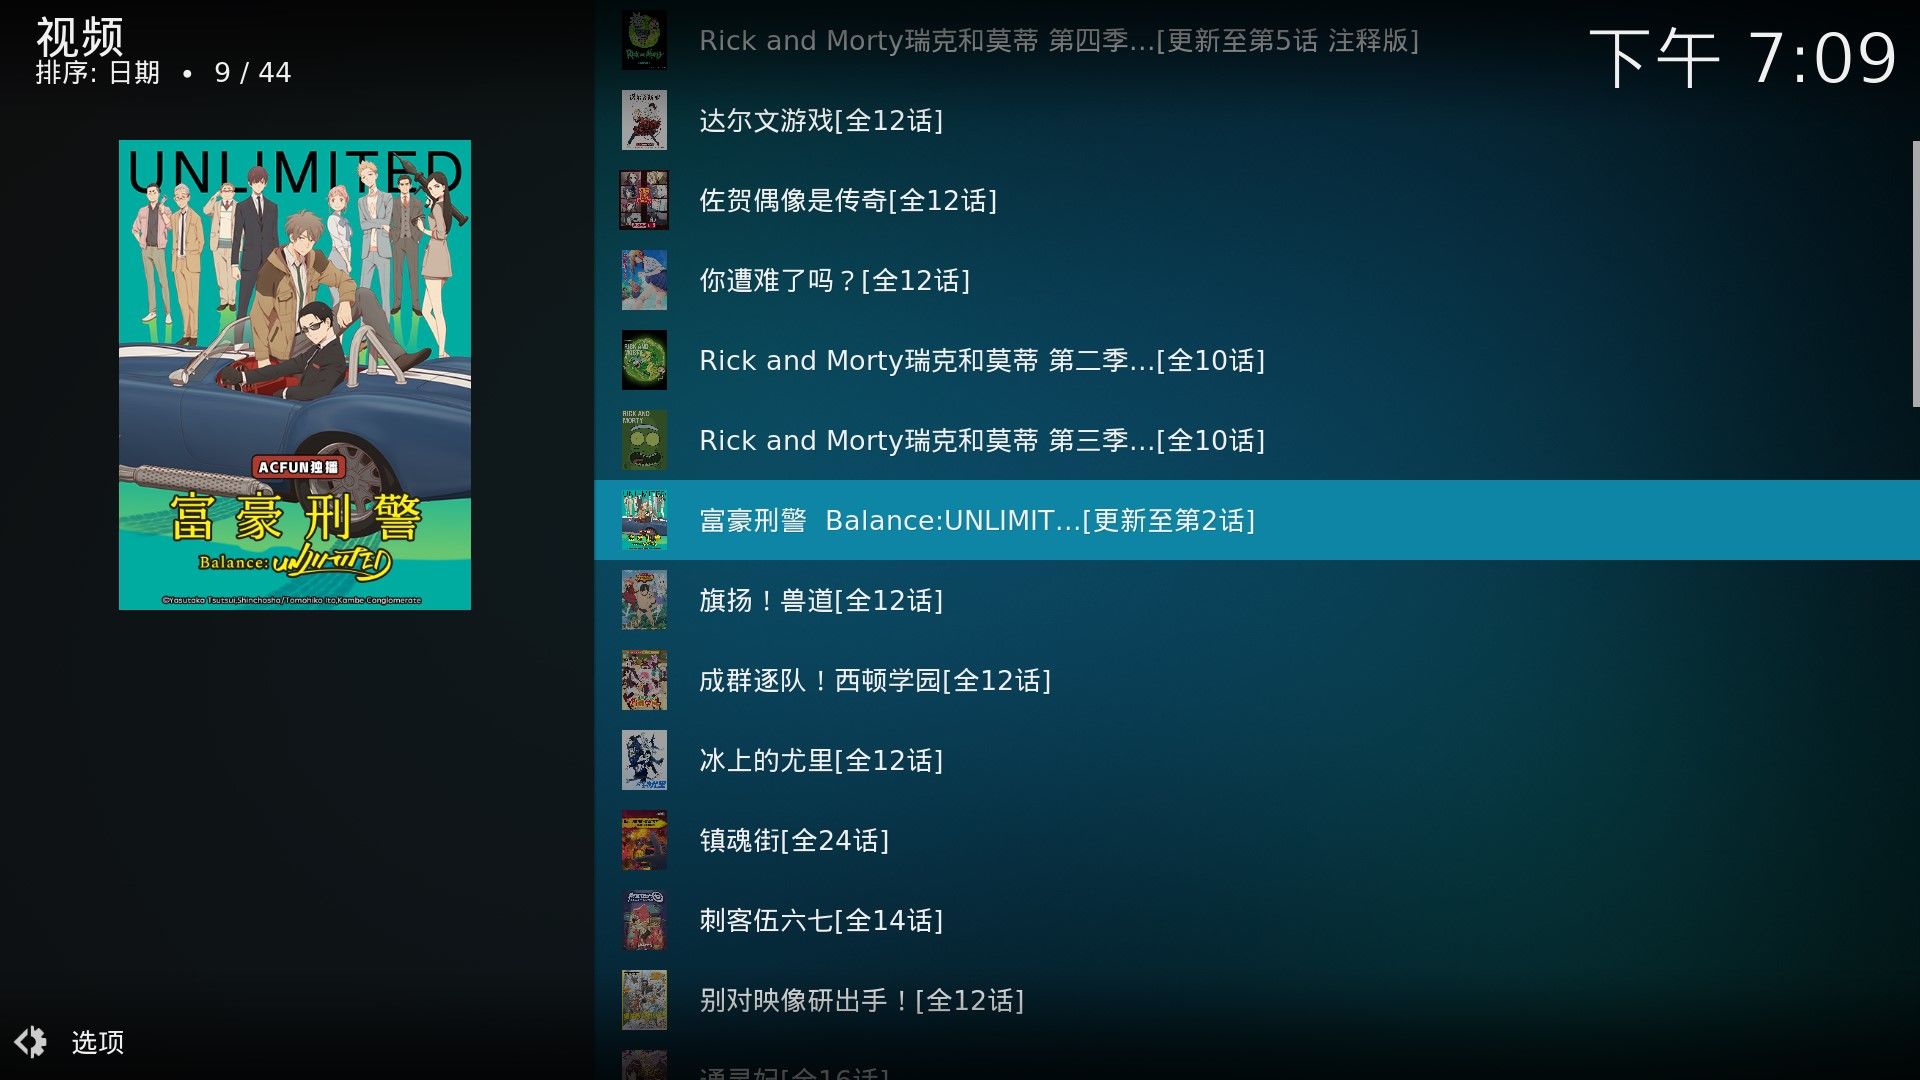 视频
排序: 日期 • 9 / 44
下午 7:09
UNLIMITED
ACFUN独播
富豪刑警
Balance: UNLIMITED
©Yasutaka Tsutsui,Shinchosha/Tomohiko Ito,Kambe Conglomerate
Rick and Morty瑞克和莫蒂 第四季...[更新至第5话 注释版]
达尔文游戏[全12话]
佐贺偶像是传奇[全12话]
你遭难了吗？[全12话]
Rick and Morty瑞克和莫蒂 第二季...[全10话]
Rick and Morty瑞克和莫蒂 第三季...[全10话]
富豪刑警  Balance:UNLIMIT...[更新至第2话]
旗扬！兽道[全12话]
成群逐队！西顿学园[全12话]
冰上的尤里[全12话]
镇魂街[全24话]
刺客伍六七[全14话]
别对映像研出手！[全12话]
通灵妃[全16话]
选项